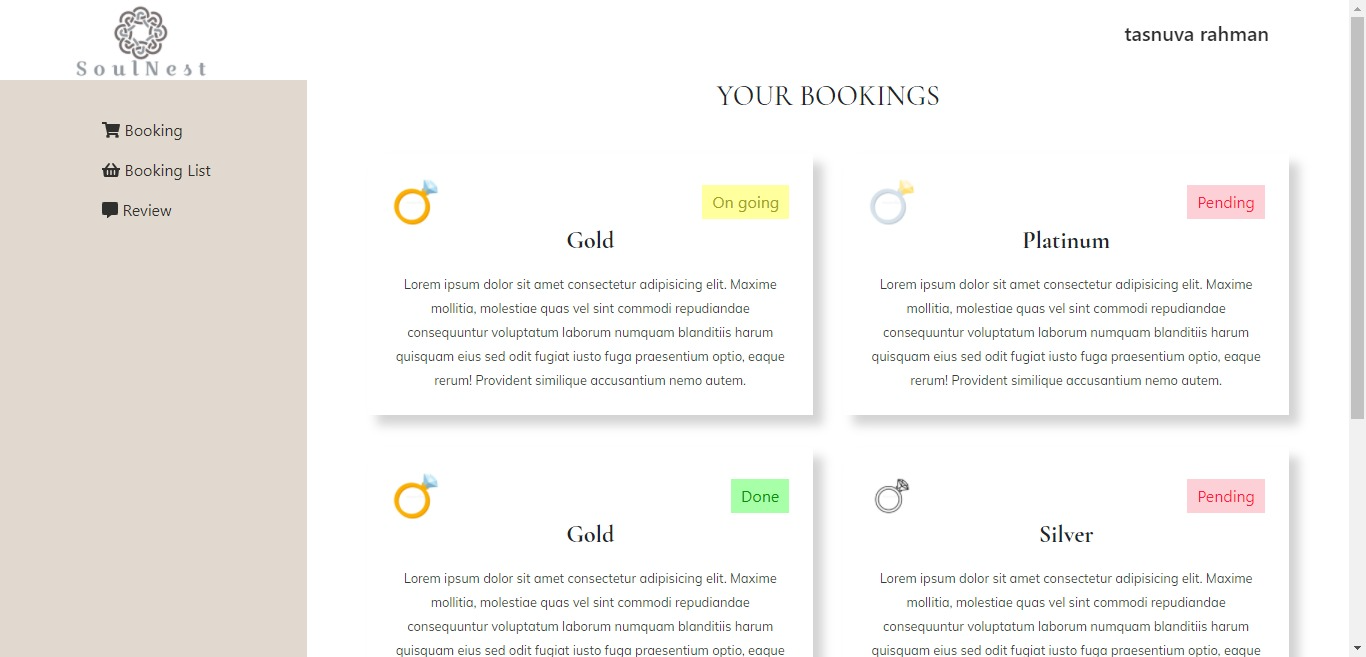 SoulNest
tasnuva rahman
Booking
Booking List
Review
YOUR BOOKINGS
On going
Gold
Lorem ipsum dolor sit amet consectetur adipisicing elit. Maxime
mollitia, molestiae quas vel sint commodi repudiandae
consequuntur voluptatum laborum numquam blanditiis harum
quisquam eius sed odit fugiat iusto fuga praesentium optio, eaque
rerum! Provident similique accusantium nemo autem.
Pending
Platinum
Lorem ipsum dolor sit amet consectetur adipisicing elit. Maxime
mollitia, molestiae quas vel sint commodi repudiandae
consequuntur voluptatum laborum numquam blanditiis harum
quisquam eius sed odit fugiat iusto fuga praesentium optio, eaque
rerum! Provident similique accusantium nemo autem.
Done
Gold
Lorem ipsum dolor sit amet consectetur adipisicing elit. Maxime
mollitia, molestiae quas vel sint commodi repudiandae
consequuntur voluptatum laborum numquam blanditiis harum
quisquam eius sed odit fugiat iusto fuga praesentium optio, eaque
Pending
Silver
Lorem ipsum dolor sit amet consectetur adipisicing elit. Maxime
mollitia, molestiae quas vel sint commodi repudiandae
consequuntur voluptatum laborum numquam blanditiis harum
quisquam eius sed odit fugiat iusto fuga praesentium optio, eaque